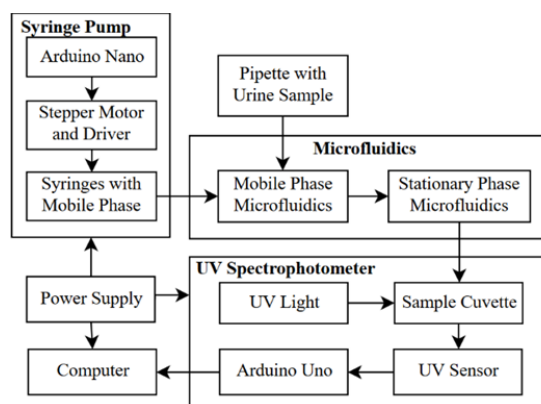 Syringe Pump
Arduino Nano
Stepper Motor
and Driver
Syringes with
Mobile Phase
Pipette with
Urine Sample
Microfluidics
Mobile Phase
Microfluidics
Stationary Phase
Microfluidics
Power Supply
Computer
UV Spectrophotometer
UV Light
Sample Cuvette
Arduino Uno
UV Sensor